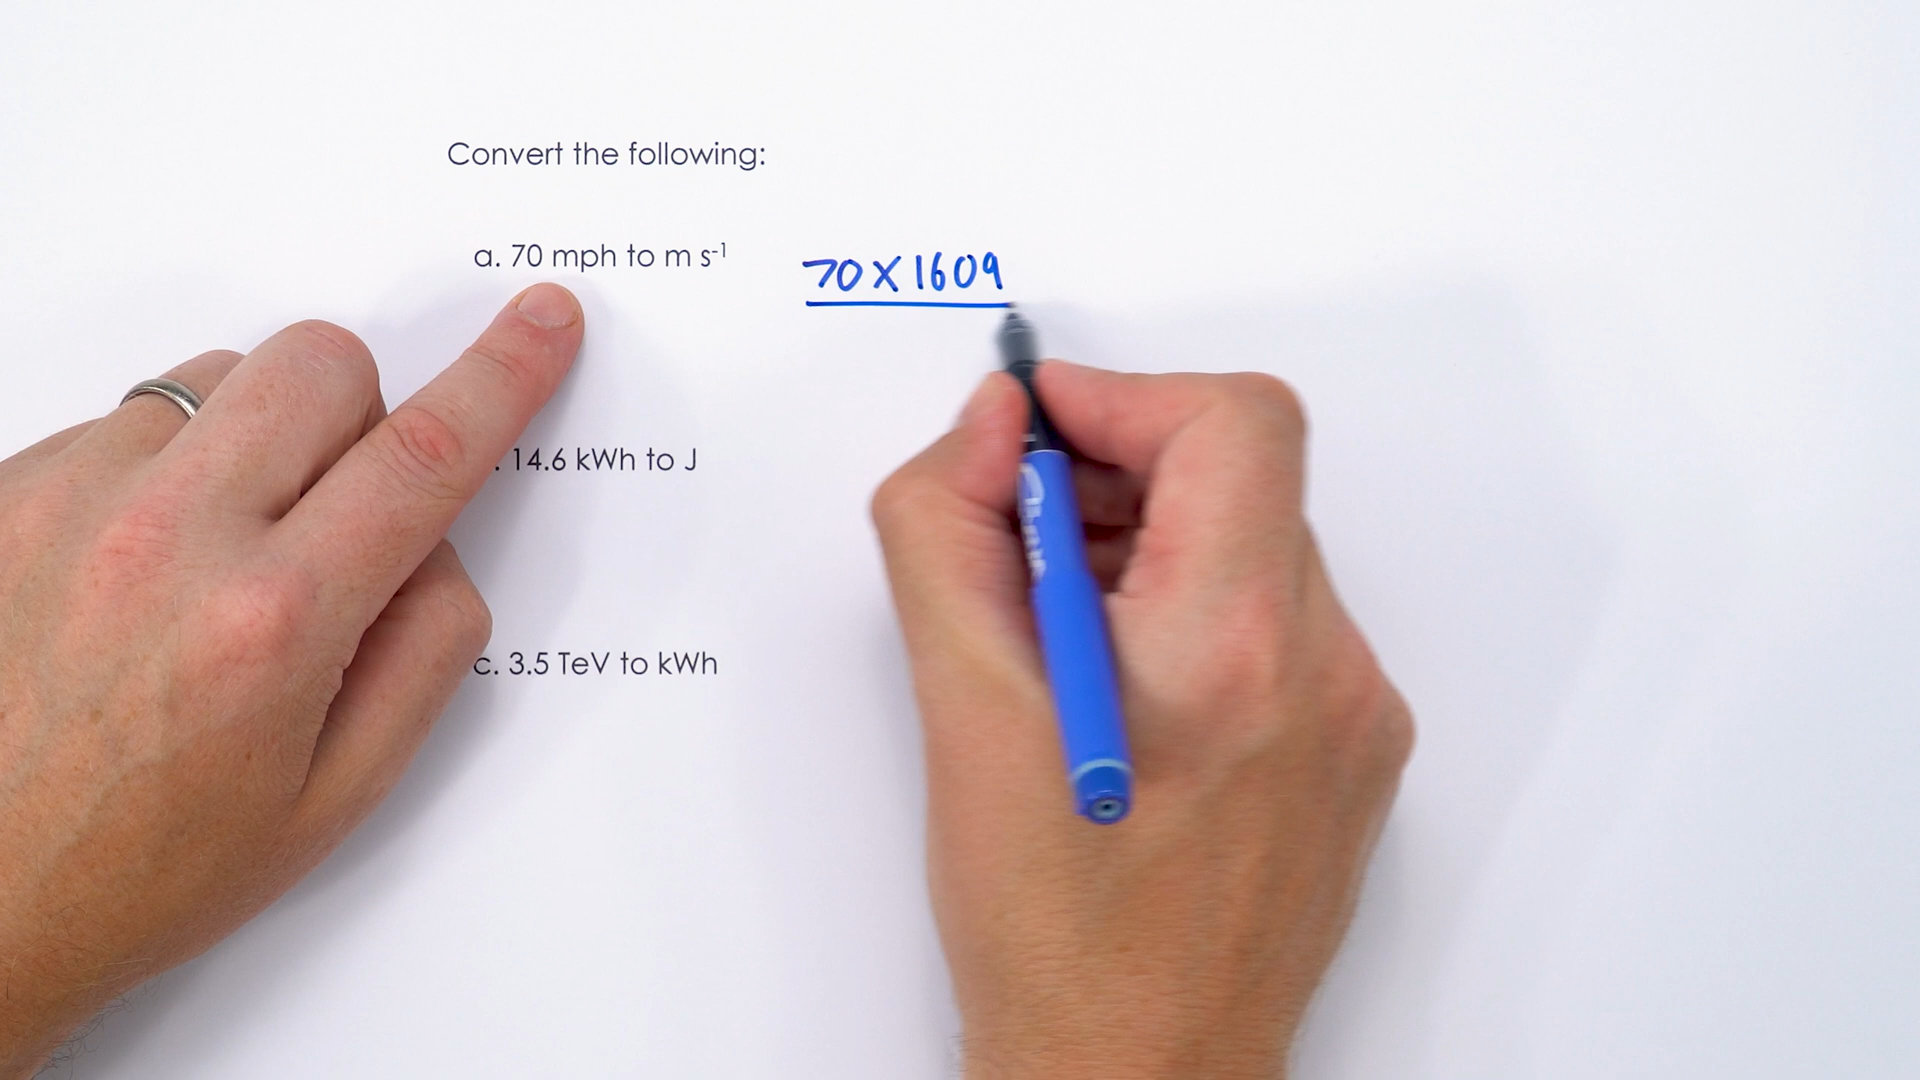 Convert the following:
a. 70 mph to m s⁻¹
70 X 1609
. 14.6 kWh to J
c. 3.5 TeV to kWh